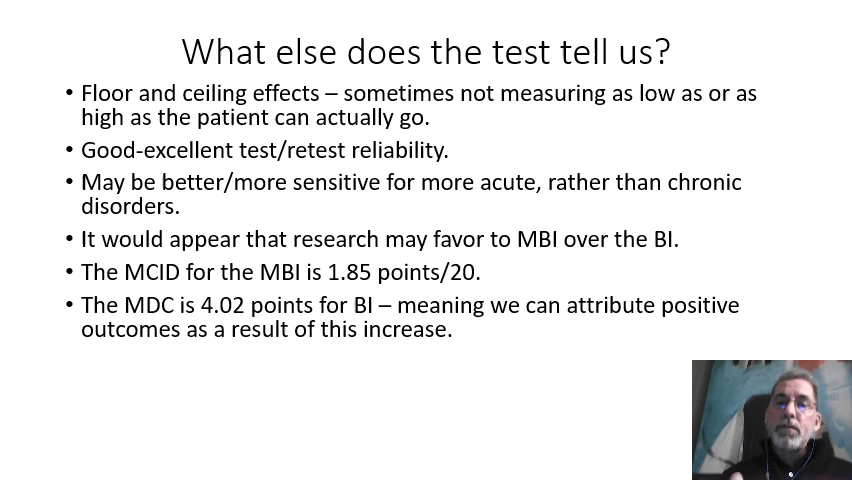 What else does the test tell us?
• Floor and ceiling effects – sometimes not measuring as low as or as
high as the patient can actually go.
• Good-excellent test/retest reliability.
• May be better/more sensitive for more acute, rather than chronic
disorders.
• It would appear that research may favor to MBI over the BI.
• The MCID for the MBI is 1.85 points/20.
• The MDC is 4.02 points for BI – meaning we can attribute positive
outcomes as a result of this increase.